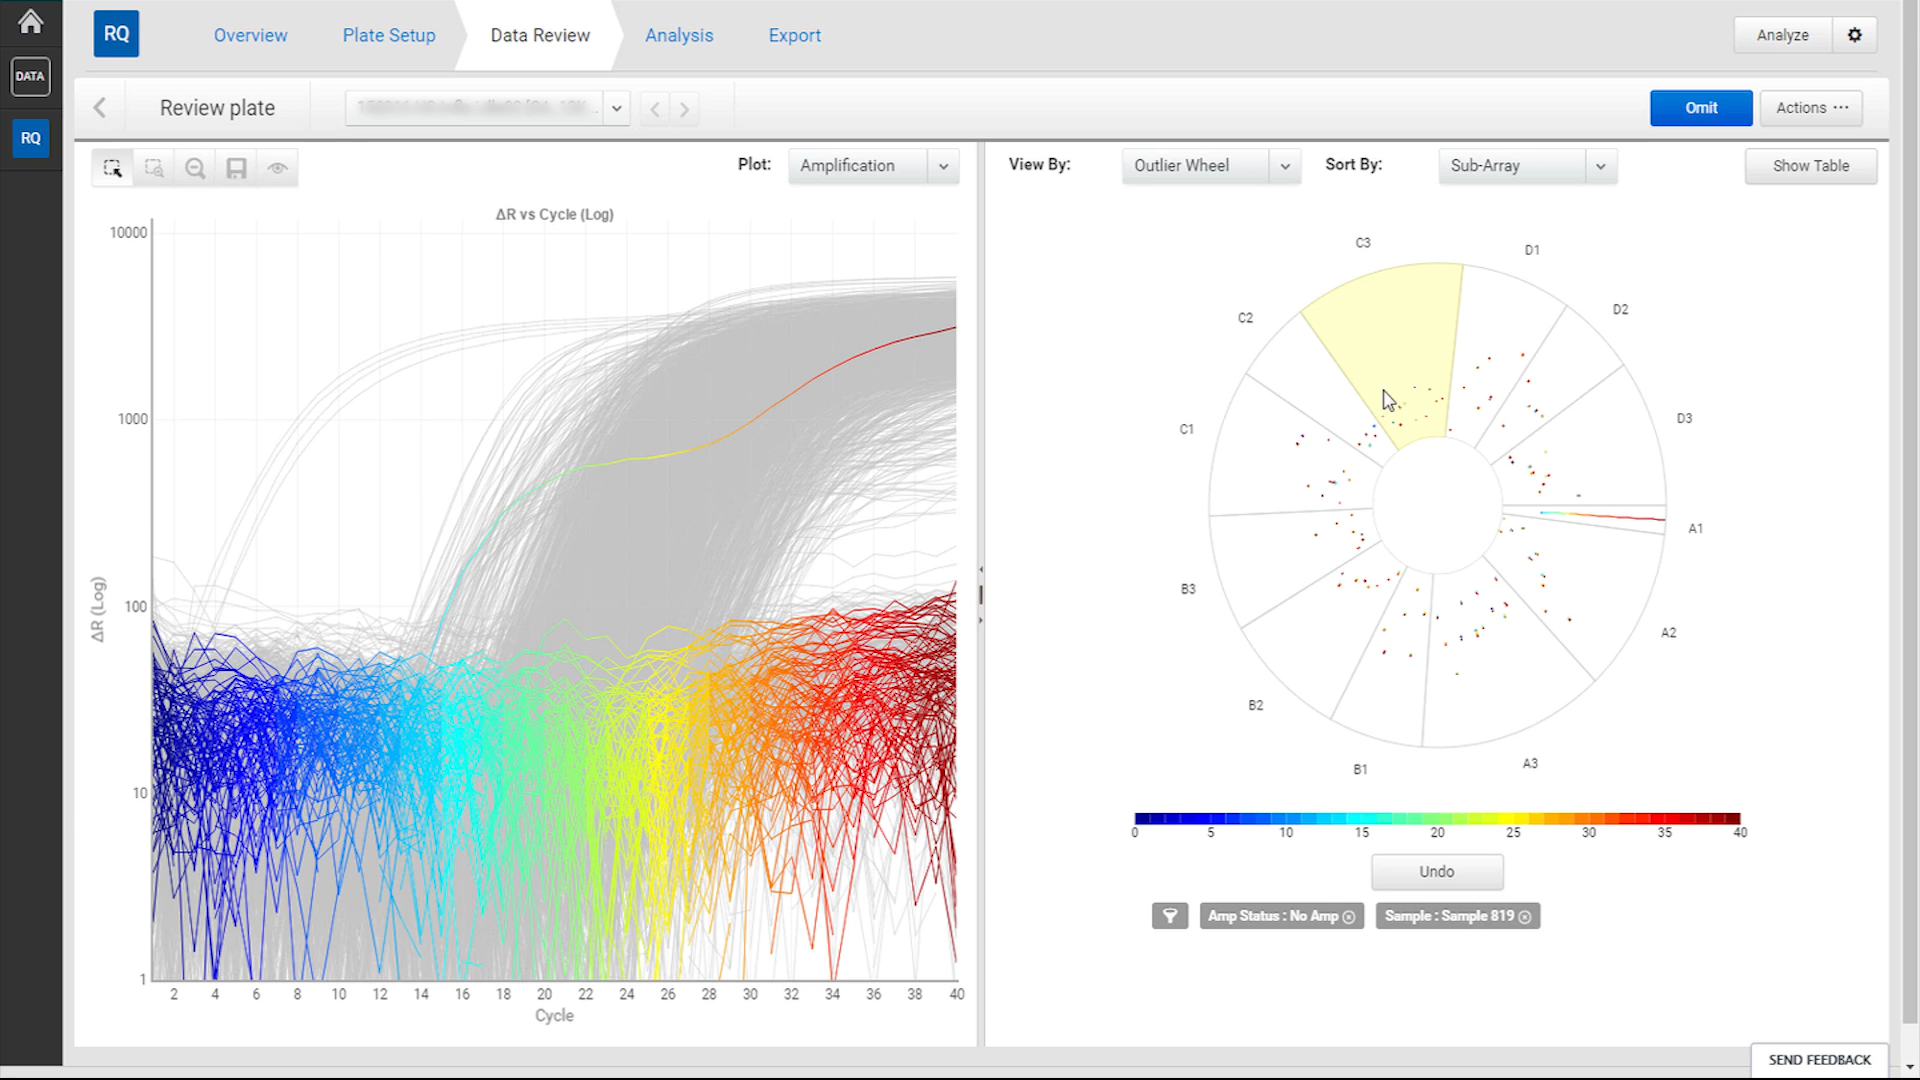 RQ
Overview
Plate Setup
Data Review
Analysis
Export
Analyze
DATA
RQ
Review plate
Omit
Actions ···
Plot:
Amplification
View By:
Outlier Wheel
Sort By:
Sub-Array
Show Table
ΔR vs Cycle (Log)
10000
1000
100
10
1
ΔR (Log)
2 4 6 8 10 12 14 16 18 20 22 24 26 28 30 32 34 36 38 40
Cycle
C3
D1
D2
C2
D3
C1
A1
B3
A2
B2
B1
A3
0 5 10 15 20 25 30 35 40
Undo
Amp Status : No Amp
Sample : Sample 819
SEND FEEDBACK